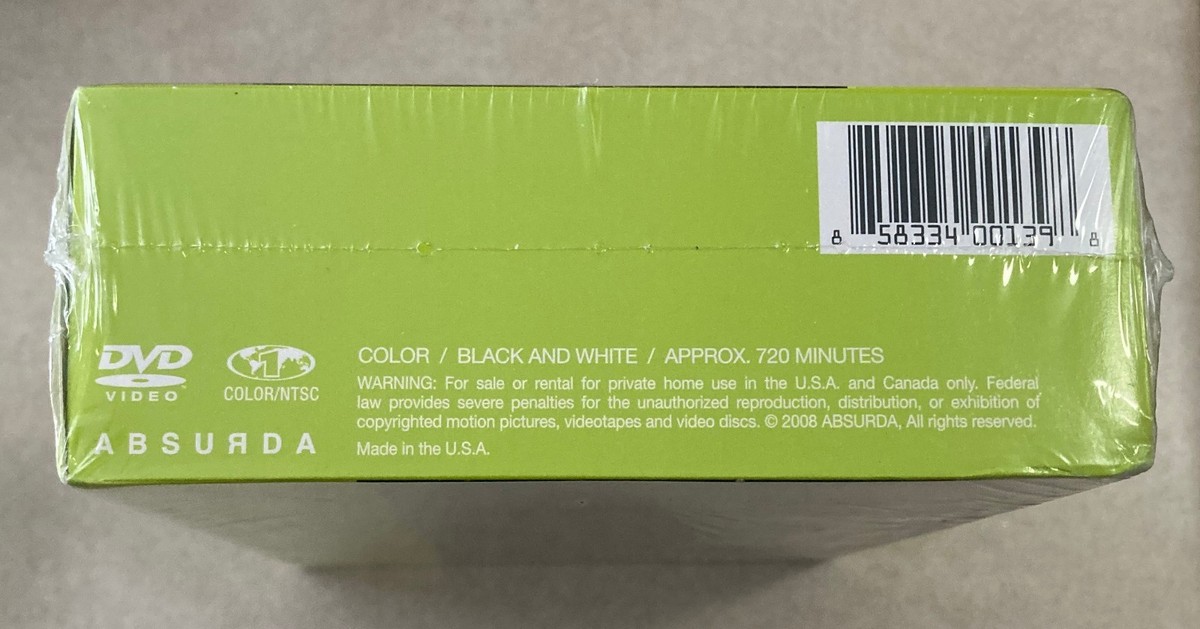 8 58334 00139 8
DVD
VIDEO
1
COLOR/NTSC
ABSUЯDA
COLOR / BLACK AND WHITE / APPROX. 720 MINUTES
WARNING: For sale or rental for private home use in the U.S.A. and Canada only. Federal
law provides severe penalties for the unauthorized reproduction, distribution, or exhibition of
copyrighted motion pictures, videotapes and video discs. © 2008 ABSURDA, All rights reserved.
Made in the U.S.A.